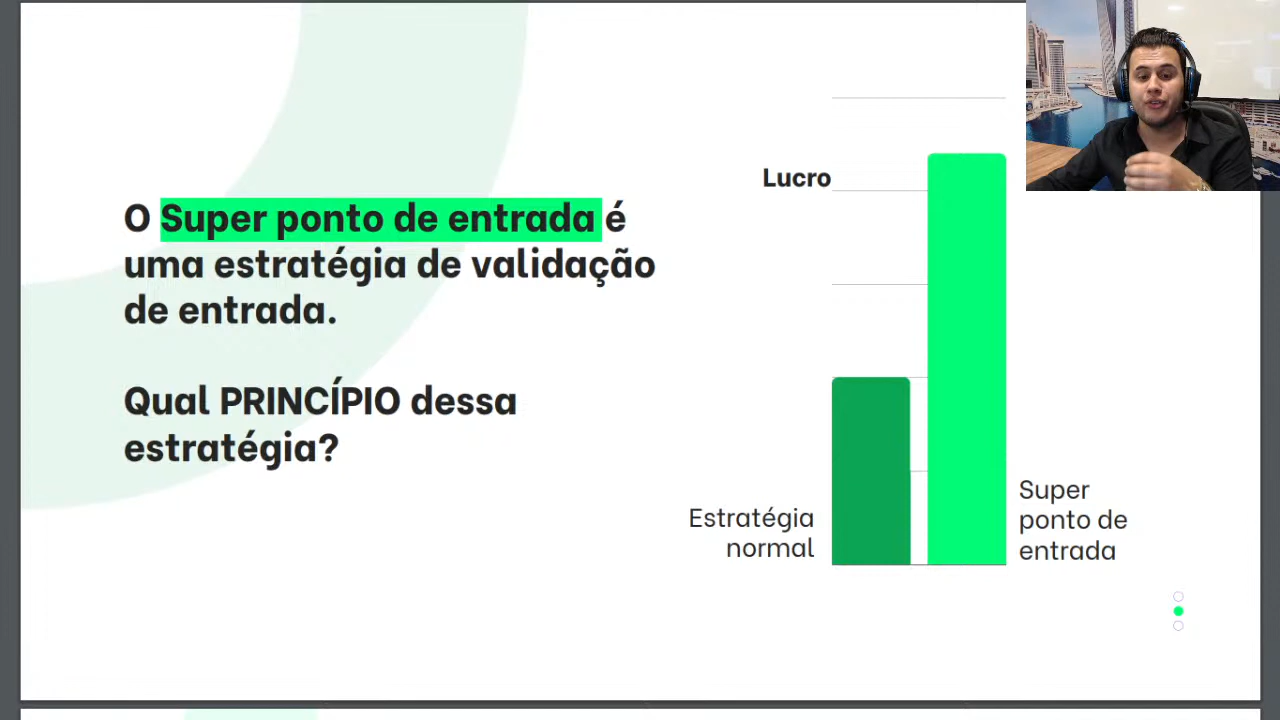 O Super ponto de entrada é
uma estratégia de validação
de entrada.
Qual PRINCÍPIO dessa
estratégia?
Lucro
Estratégia
normal
Super
ponto de
entrada